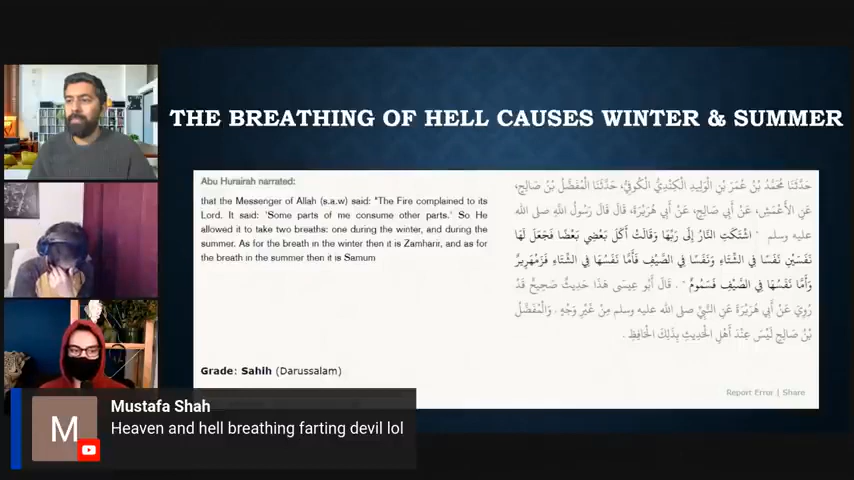 THE BREATHING OF HELL CAUSES WINTER & SUMMER
Abu Hurairah narrated:
that the Messenger of Allah (s.a.w) said: "The Fire complained to its
Lord. It said: 'Some parts of me consume other parts.' So He
allowed it to take two breaths: one during the winter, and during the
summer. As for the breath in the winter then it is Zamharir, and as for
the breath in the summer then it is Samum
حَدَّثَنَا مُحَمَّدُ بْنُ عُمَرَ بْنِ الْوَلِيدِ الْكِنْدِيُّ الْكُوفِيُّ، حَدَّثَنَا الْمُفَضَّلُ بْنُ صَالِحٍ،
عَنِ الأَعْمَشِ، عَنْ أَبِي صَالِحٍ، عَنْ أَبِي هُرَيْرَةَ، قَالَ قَالَ رَسُولُ اللَّهِ صلى الله
عليه وسلم " اشْتَكَتِ النَّارُ إِلَى رَبِّهَا وَقَالَتْ أَكَلَ بَعْضِي بَعْضًا فَجَعَلَ لَهَا
نَفَسَيْنِ نَفَسًا فِي الشِّتَاءِ وَنَفَسًا فِي الصَّيْفِ فَأَمَّا نَفَسُهَا فِي الشِّتَاءِ فَزَمْهَرِيرٌ
وَأَمَّا نَفَسُهَا فِي الصَّيْفِ فَسَمُومٌ " . قَالَ أَبُو عِيسَى هَذَا حَدِيثٌ صَحِيحٌ قَدْ
رُوِيَ عَنْ أَبِي هُرَيْرَةَ عَنِ النَّبِيِّ صلى الله عليه وسلم مِنْ غَيْرِ وَجْهٍ . وَالْمُفَضَّلُ
بْنُ صَالِحٍ لَيْسَ عِنْدَ أَهْلِ الْحَدِيثِ بِذَلِكَ الْحَافِظِ .
Grade: Sahih (Darussalam)
Report Error | Share
M
Mustafa Shah
Heaven and hell breathing farting devil lol